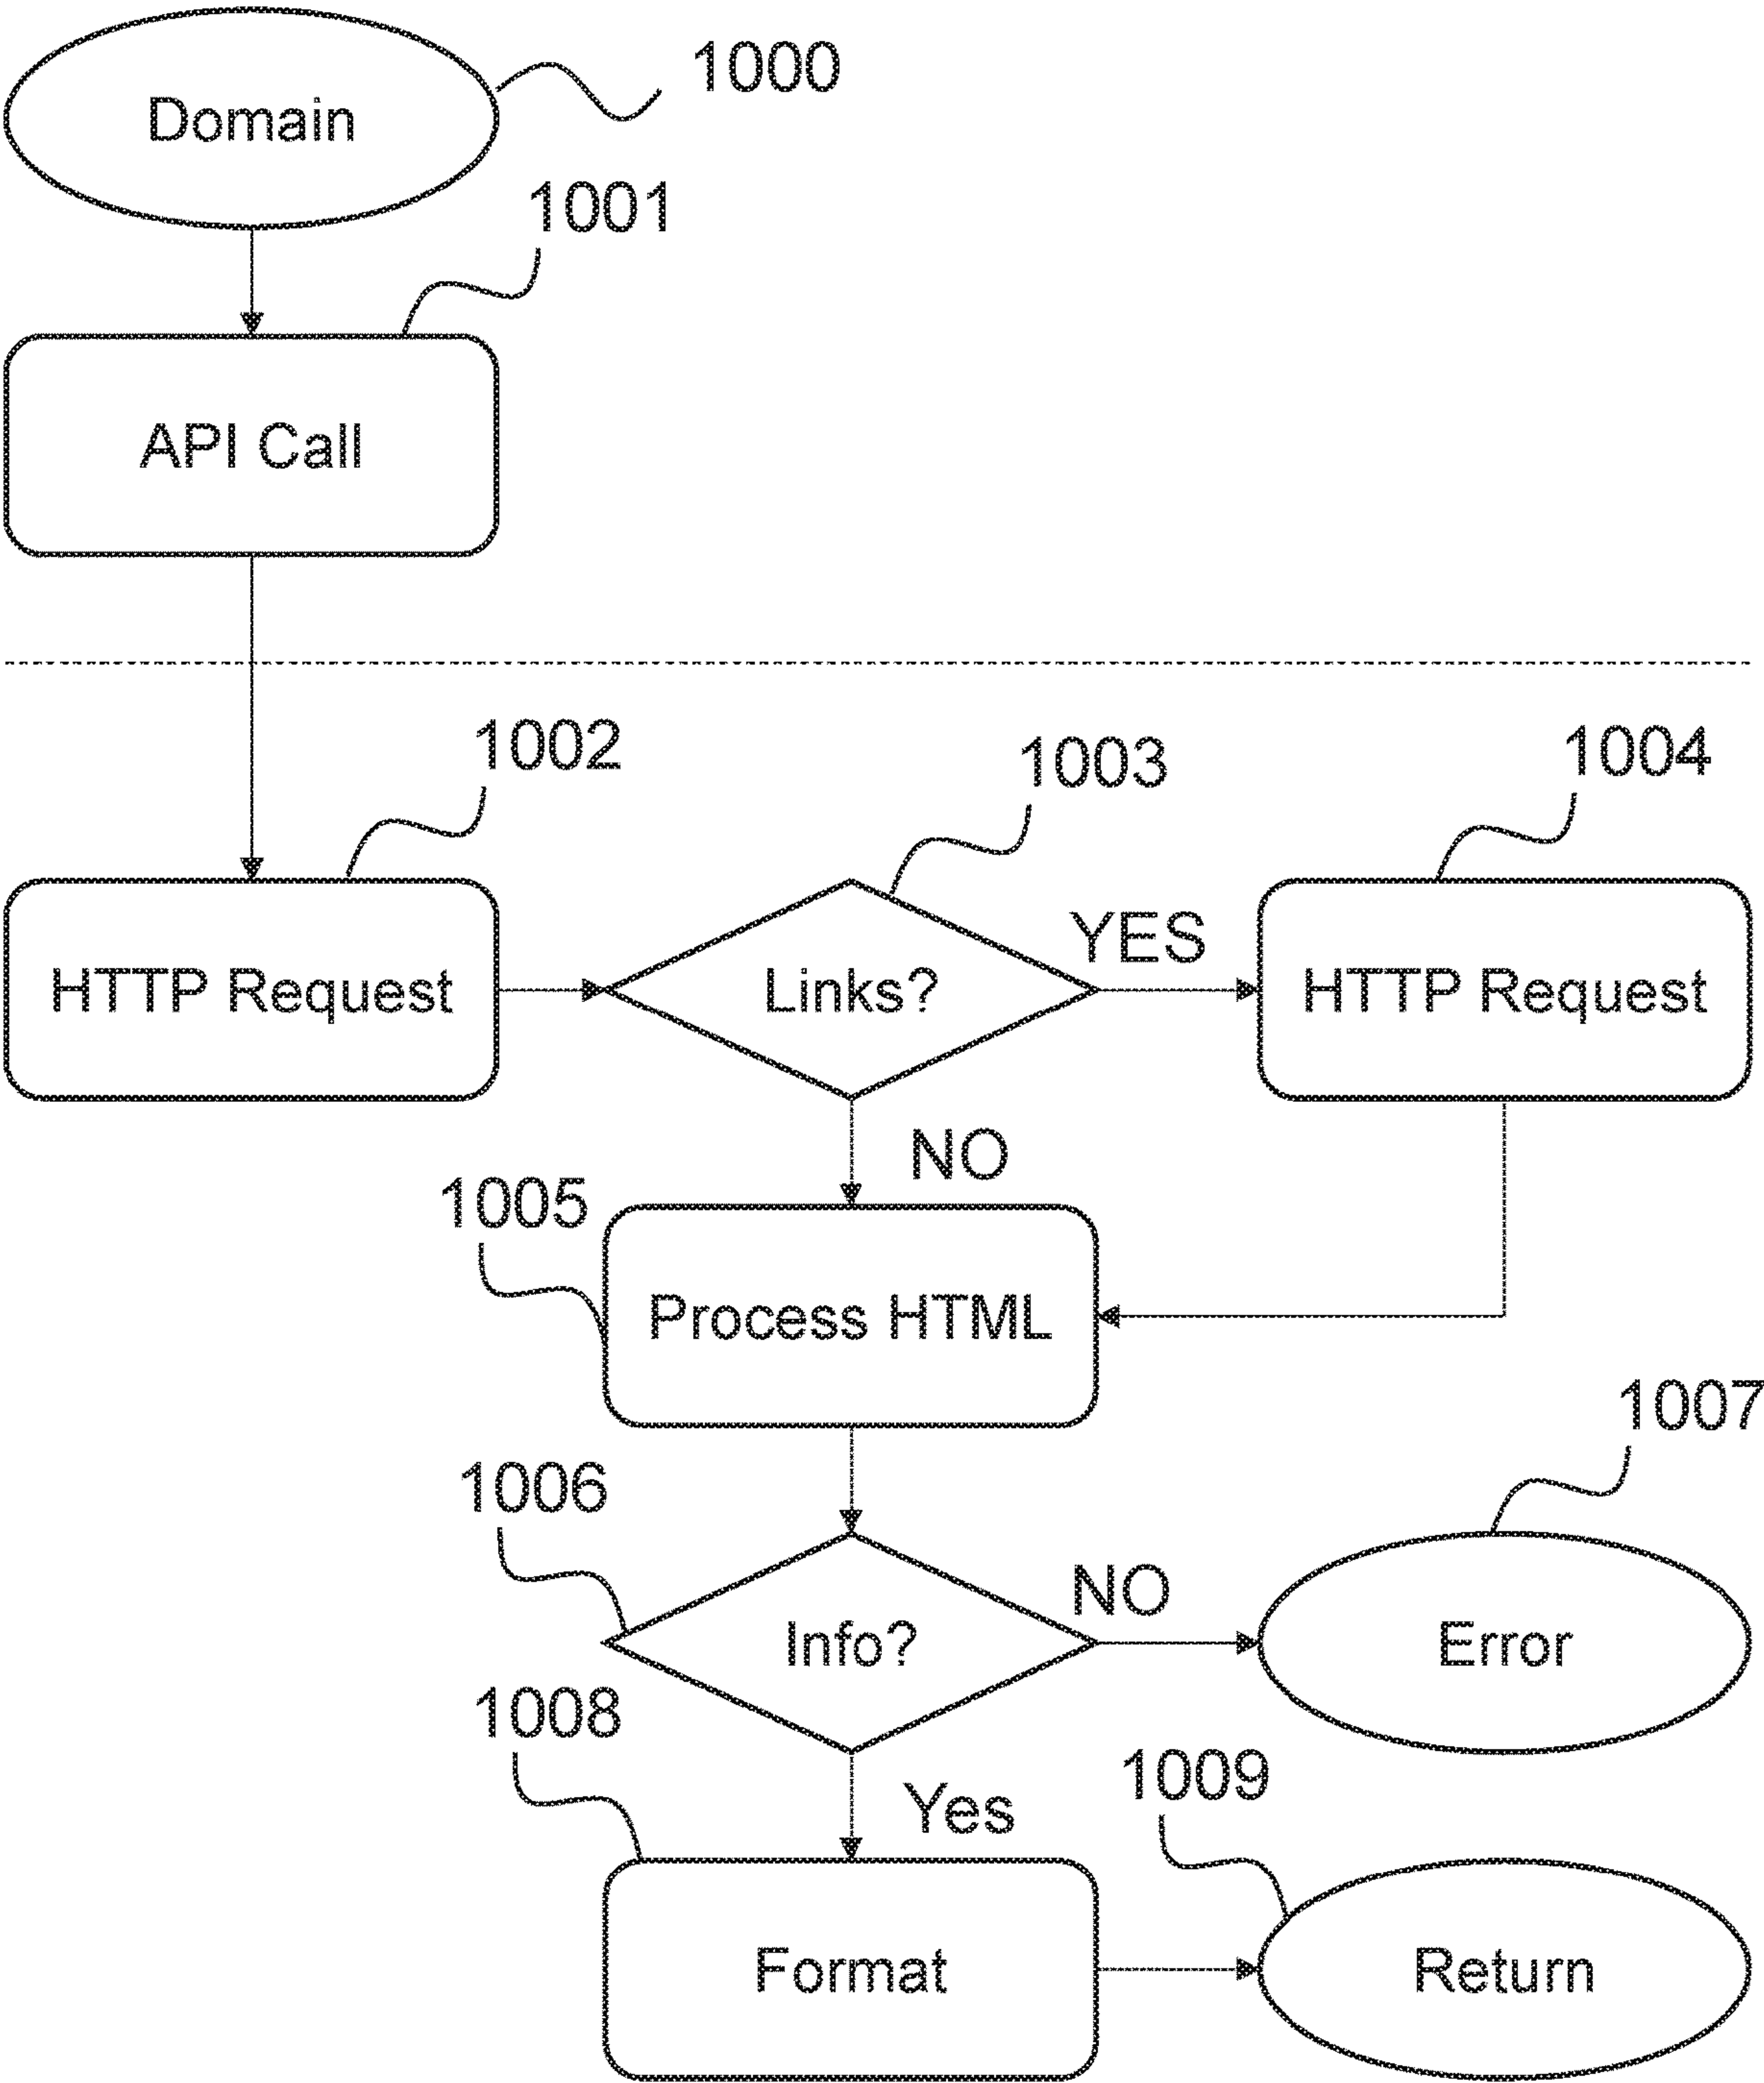 1000
Domain
1001
API Call
1002
1003
1004
HTTP Request
Links?
YES
HTTP Request
NO
1005
Process HTML
1007
1006
Info?
NO
Error
1008
Yes
1009
Format
Return